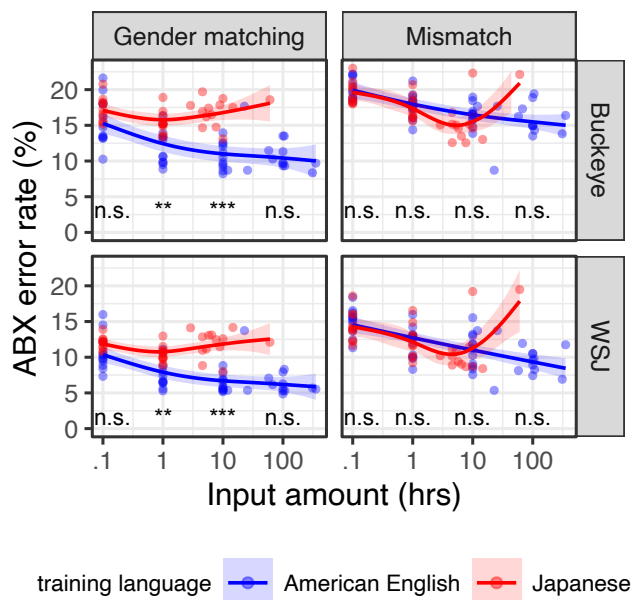 Gender matching Mismatch
20
15
10
5
0
n.s. ** *** n.s. n.s. n.s. n.s. n.s.
Buckeye
20
15
10
5
0
n.s. ** *** n.s. n.s. n.s. n.s. n.s.
WSJ
ABX error rate (%)
.1 1 10 100 .1 1 10 100
Input amount (hrs)
training language American English Japanese